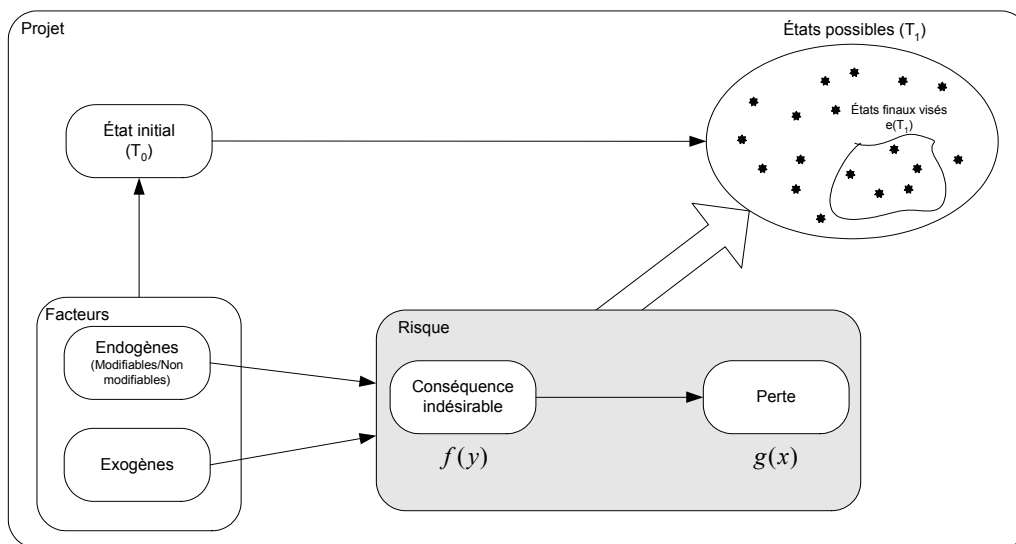 Projet
États possibles (T₁)
États finaux visés
e(T₁)
État initial
(T₀)
Facteurs
Endogènes
(Modifiables/Non
modifiables)
Exogènes
Risque
Conséquence
indésirable
Perte
f(y)
g(x)